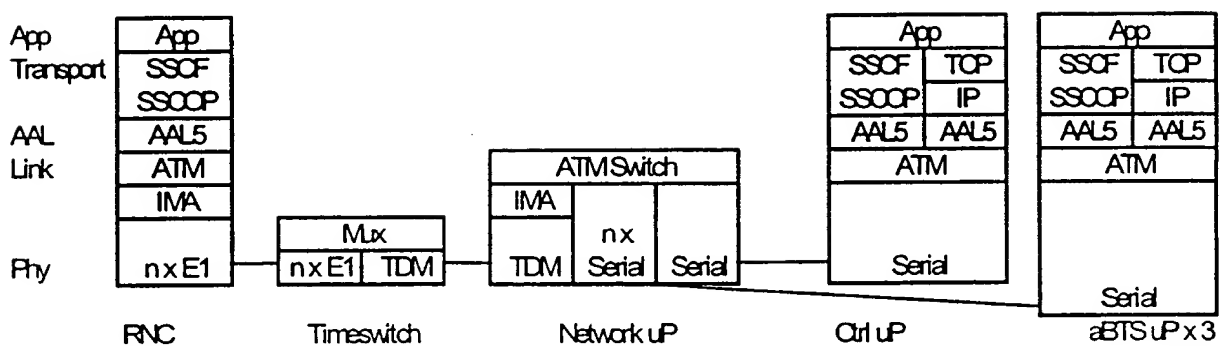 App App App App
Transport SSCF SSCF TCP SSCF TCP
SSCOP SSCOP IP SSCOP IP
AAL AAL5 AAL5 AAL5 AAL5 AAL5
Link ATM ATM Switch ATM ATM
IMA IMA
Mux n x
Phy n x E1 n x E1 TDM TDM Serial Serial Serial
Serial
RNC Timeswitch Network uP Ctrl uP aBTS uP x 3